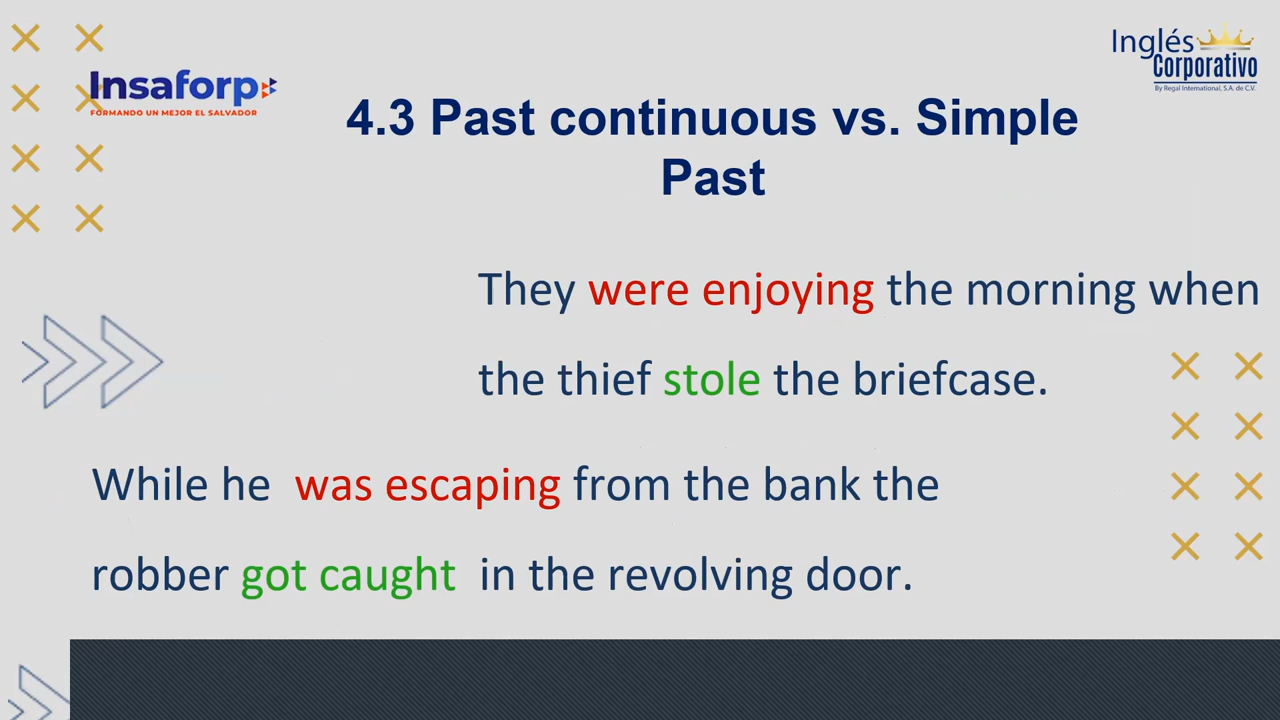 Insaforp
FORMANDO UN MEJOR EL SALVADOR
Inglés
Corporativo
By Regal International, S.A. de C.V.
4.3 Past continuous vs. Simple
Past
They were enjoying the morning when
the thief stole the briefcase.
While he was escaping from the bank the
robber got caught in the revolving door.